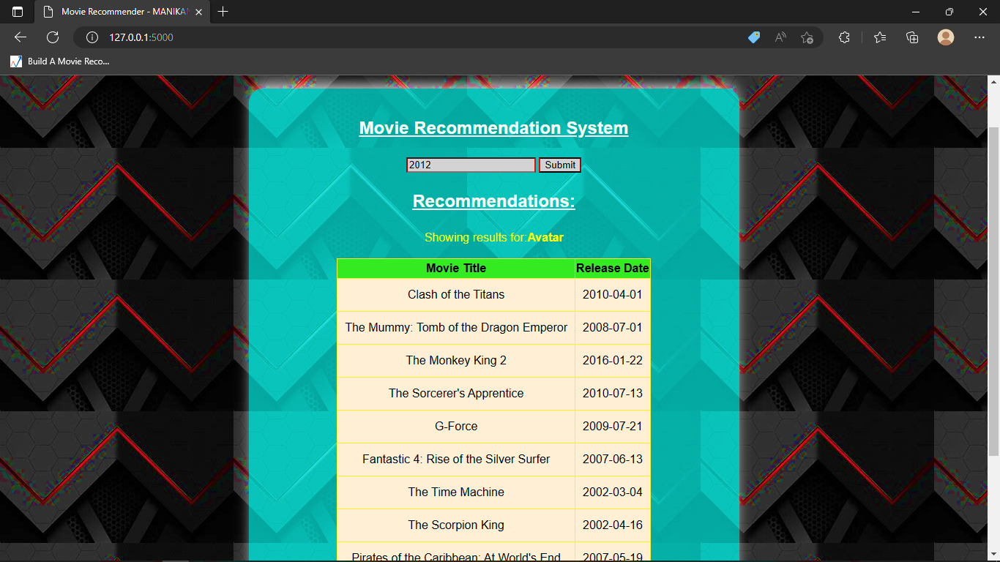 Movie Recommender - MANIKAN
127.0.0.1:5000
Build A Movie Reco...
Movie Recommendation System
2012 Submit
Recommendations:
Showing results for:Avatar
Movie Title Release Date
Clash of the Titans 2010-04-01
The Mummy: Tomb of the Dragon Emperor 2008-07-01
The Monkey King 2 2016-01-22
The Sorcerer's Apprentice 2010-07-13
G-Force 2009-07-21
Fantastic 4: Rise of the Silver Surfer 2007-06-13
The Time Machine 2002-03-04
The Scorpion King 2002-04-16
Pirates of the Caribbean: At World's End 2007-05-19